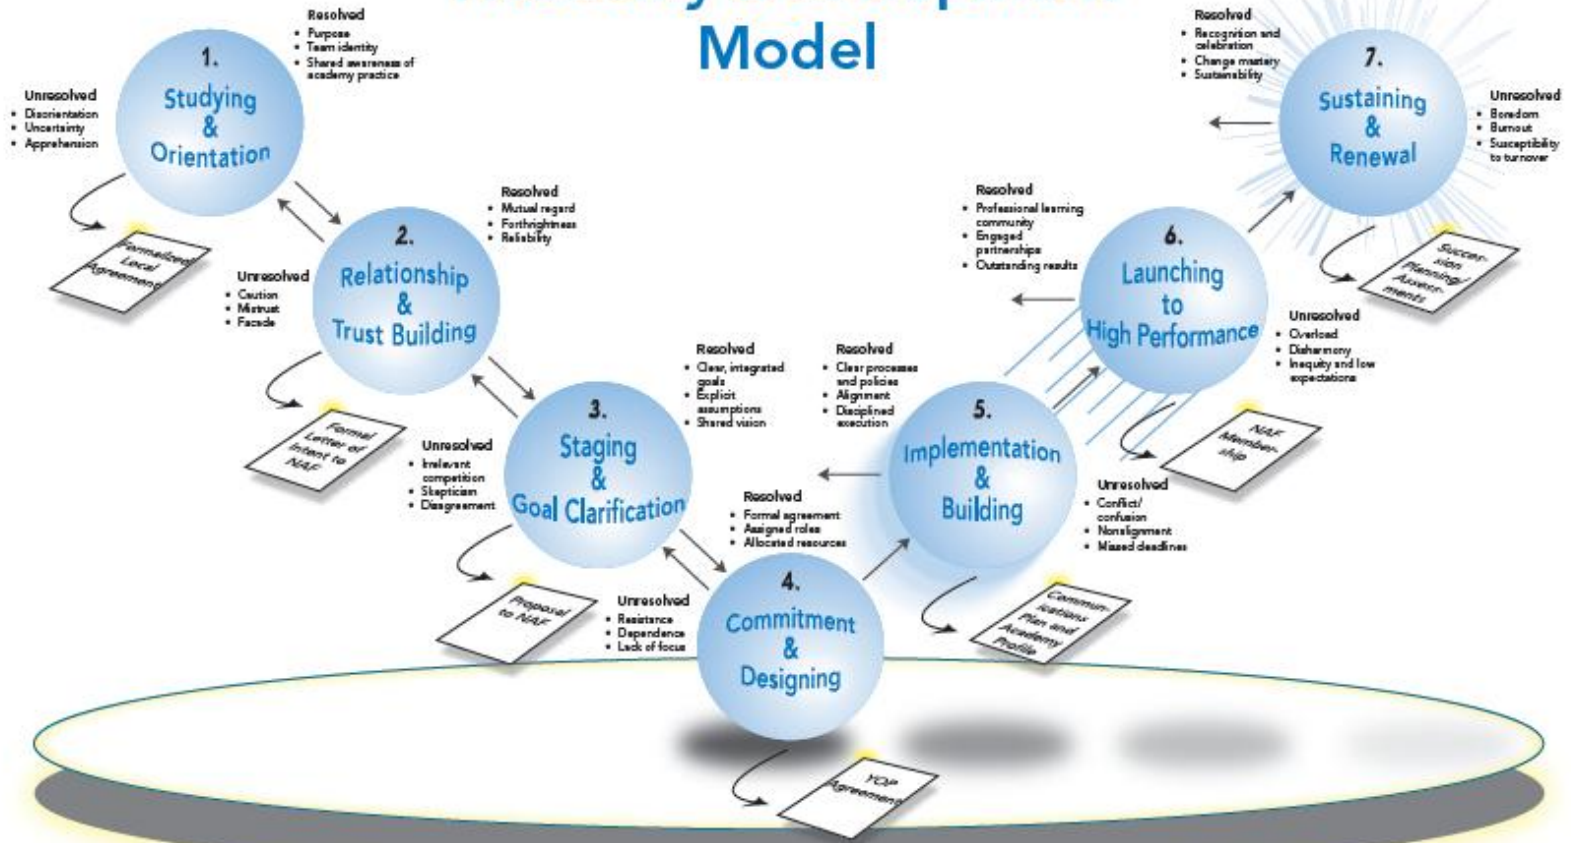 Model
1.
Studying
&
Orientation
Resolved
• Purpose
• Team identity
• Shared awareness of
academy practice
Unresolved
• Disorientation
• Uncertainty
• Apprehension
Formalized
Local
Agreement
2.
Relationship
&
Trust Building
Resolved
• Mutual regard
• Forthrightness
• Reliability
Unresolved
• Caution
• Mistrust
• Facade
Formal
Letter of
Intent to
NAF
3.
Staging
&
Goal Clarification
Resolved
• Clear, integrated
goals
• Explicit
assumptions
• Shared vision
Unresolved
• Irrelevant
competition
• Skepticism
• Disagreement
Proposal
to NAF
4.
Commitment
&
Designing
Resolved
• Formal agreement
• Assigned roles
• Allocated resources
Unresolved
• Resistance
• Dependence
• Lack of focus
YOP
Agreement
5.
Implementation
&
Building
Resolved
• Clear processes
and policies
• Alignment
• Disciplined
execution
Unresolved
• Conflict/
confusion
• Nonalignment
• Missed deadlines
Commun-
ications
Plan and
Academy
Profile
6.
Launching
to
High Performance
Resolved
• Professional learning
community
• Engaged
partnerships
• Outstanding results
Unresolved
• Overload
• Disharmony
• Inequity and low
expectations
NAF
Member-
ship
7.
Sustaining
&
Renewal
Resolved
• Recognition and
celebration
• Change mastery
• Sustainability
Unresolved
• Boredom
• Burnout
• Susceptibility
to turnover
Succes-
sion
Planning/
Assess-
ments